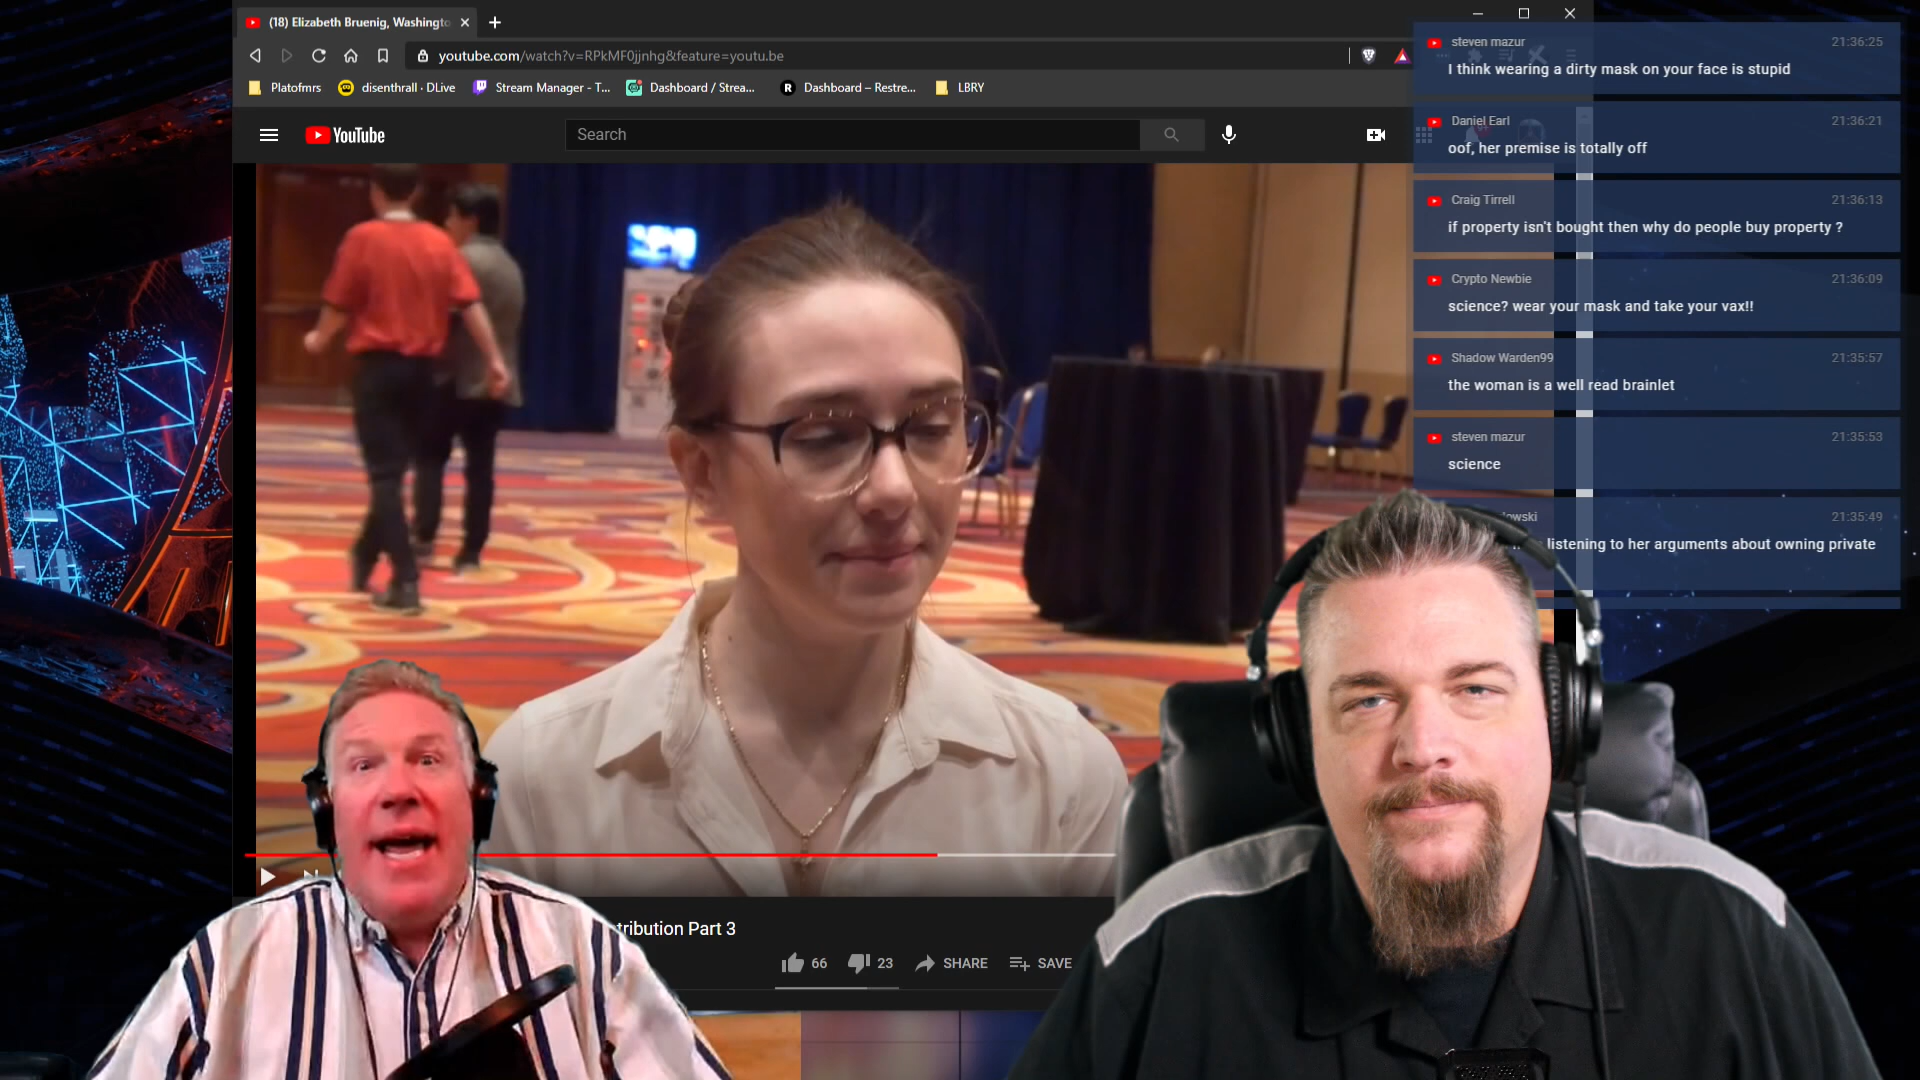 (18) Elizabeth Bruenig, Washingto
youtube.com/watch?v=RPkMF0jjnhg&feature=youtu.be
Platofmrs
disenthrall · DLive
Stream Manager - T...
Dashboard / Strea...
Dashboard – Restre...
LBRY
YouTube
Search
steven mazur
21:36:25
I think wearing a dirty mask on your face is stupid
Daniel Earl
21:36:21
oof, her premise is totally off
Craig Tirrell
21:36:13
if property isn't bought then why do people buy property ?
Crypto Newbie
21:36:09
science? wear your mask and take your vax!!
Shadow Warden99
21:35:57
the woman is a well read brainlet
steven mazur
21:35:53
science
owski
21:35:49
listening to her arguments about owning private
tribution Part 3
66
23
SHARE
SAVE